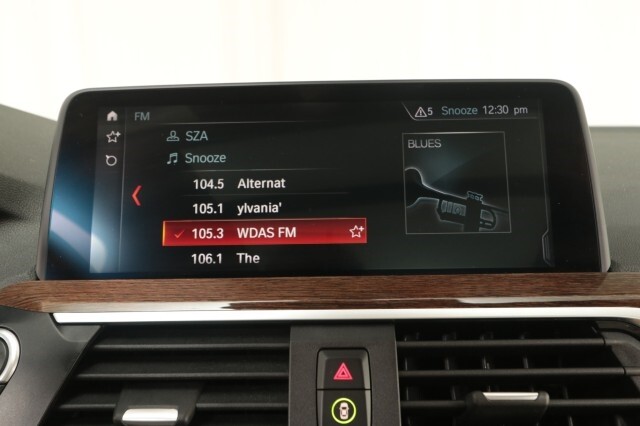 FM
5 Snooze 12:30 pm
SZA
Snooze
BLUES
104.5 Alternat
105.1 ylvania'
105.3 WDAS FM
106.1 The